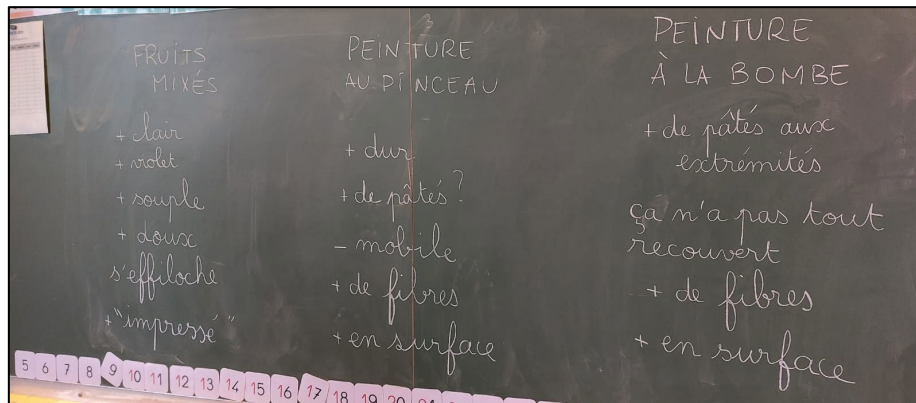 FRUITS
MIXÉS
+ clair
+ violet
+ souple
+ doux
s'effiloche
+ "impressé"
PEINTURE
AU PINCEAU
+ dur
+ de pâtés ?
- mobile
+ de fibres
+ en surface
PEINTURE
À LA BOMBE
+ de pâtés aux
extrémités
ça n'a pas tout
recouvert
+ de fibres
+ en surface
5 6 7 8 9 10 11 12 13 14 15 16 17 18 19 20